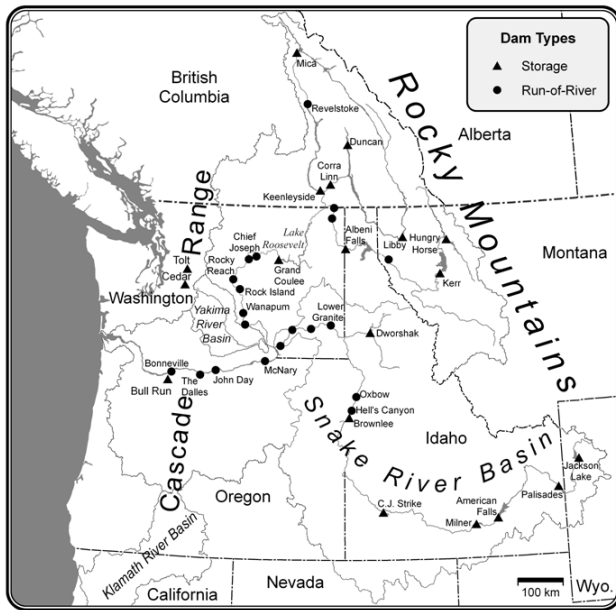 Dam Types
Storage
Run-of-River
British
Columbia
Mica
Revelstoke
Rocky Mountains
Alberta
Duncan
Corra
Linn
Keenleyside
Cascade Range
Lake
Roosevelt
Chief
Joseph
Albeni
Falls
Libby
Hungry
Horse
Montana
Tolt
Cedar
Rocky
Reach
Grand
Coulee
Kerr
Rock Island
Washington
Wanapum
Lower
Granite
Yakima
River
Basin
Dworshak
Bonneville
McNary
John Day
The
Dalles
Bull Run
Oxbow
Hell's Canyon
Brownlee
Idaho
Snake River Basin
Jackson
Lake
Palisades
American
Falls
C.J. Strike
Milner
Oregon
Klamath River Basin
California
Nevada
100 km
Wyo.